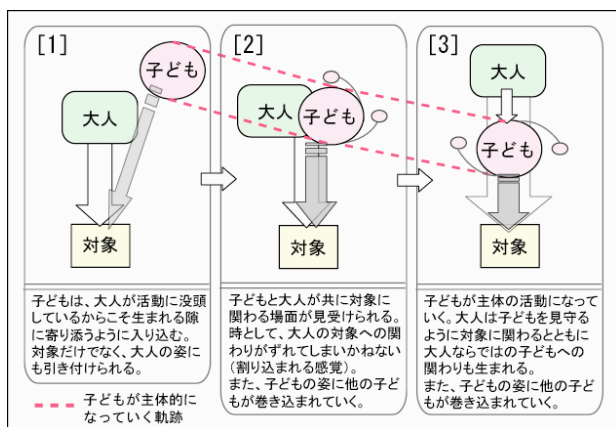 [1]
子ども
大人
対象
子どもは、大人が活動に没頭
しているからこそ生まれる隙
に寄り添うように入り込む。
対象だけでなく、大人の姿に
も引き付けられる。
[2]
大人
子ども
対象
子どもと大人が共に対象に
関わる場面が見受けられる。
時として、大人の対象への関
わりがずれてしまいかねない
(割り込まれる感覚)。
また、子どもの姿に他の子ど
もが巻き込まれていく。
[3]
大人
子ども
対象
子どもが主体の活動になって
いく。大人は子どもを見守る
ように対象に関わるとともに
大人ならではの子どもへの
関わりも生まれる。
また、子どもの姿に他の子ども
が巻き込まれていく。
子どもが主体的に
なっていく軌跡